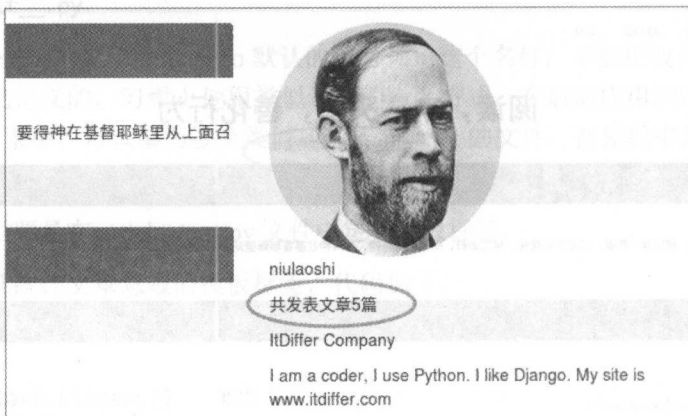 要得神在基督耶稣里从上面召
niulaoshi
共发表文章5篇
ItDiffer Company
I am a coder, I use Python. I like Django. My site is
www.itdiffer.com